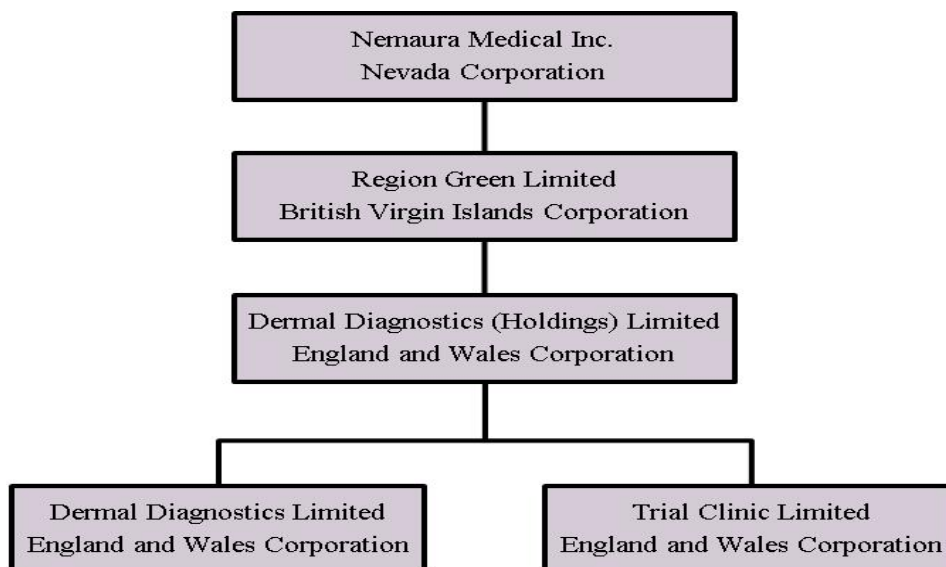 Nemaura Medical Inc.
Nevada Corporation
Region Green Limited
British Virgin Islands Corporation
Dermal Diagnostics (Holdings) Limited
England and Wales Corporation
Dermal Diagnostics Limited
England and Wales Corporation
Trial Clinic Limited
England and Wales Corporation